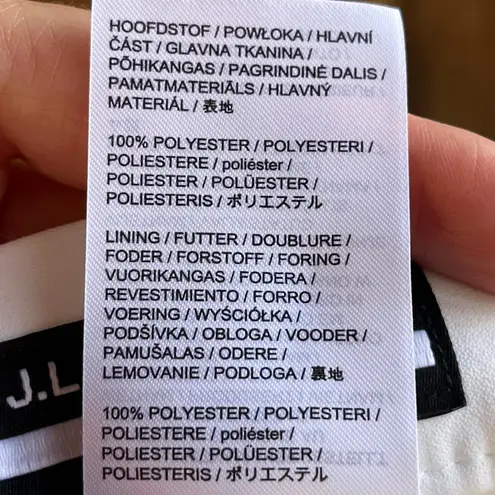 HOOFDSTOF / POWŁOKA / HLAVNÍ
ČÁST / GLAVNA TKANINA /
PÕHIKANGAS / PAGRINDINĖ DALIS /
PAMATMATERIĀLS / HLAVNÝ
MATERIÁL / 表地
100% POLYESTER / POLYESTERI /
POLIESTERE / poliéster /
POLIESTER / POLÜESTER /
POLIESTERIS / ポリエステル
LINING / FUTTER / DOUBLURE /
FODER / FORSTOFF / FORING /
VUORIKANGAS / FODERA /
REVESTIMIENTO / FORRO /
VOERING / WYŚCIÓŁKA /
PODŠÍVKA / OBLOGA / VOODER /
PAMUŠALAS / ODERE /
LEMOVANIE / PODLOGA / 裏地
100% POLYESTER / POLYESTERI /
POLIESTERE / poliéster /
POLIESTER / POLÜESTER /
POLIESTERIS / ポリエステル
J.L